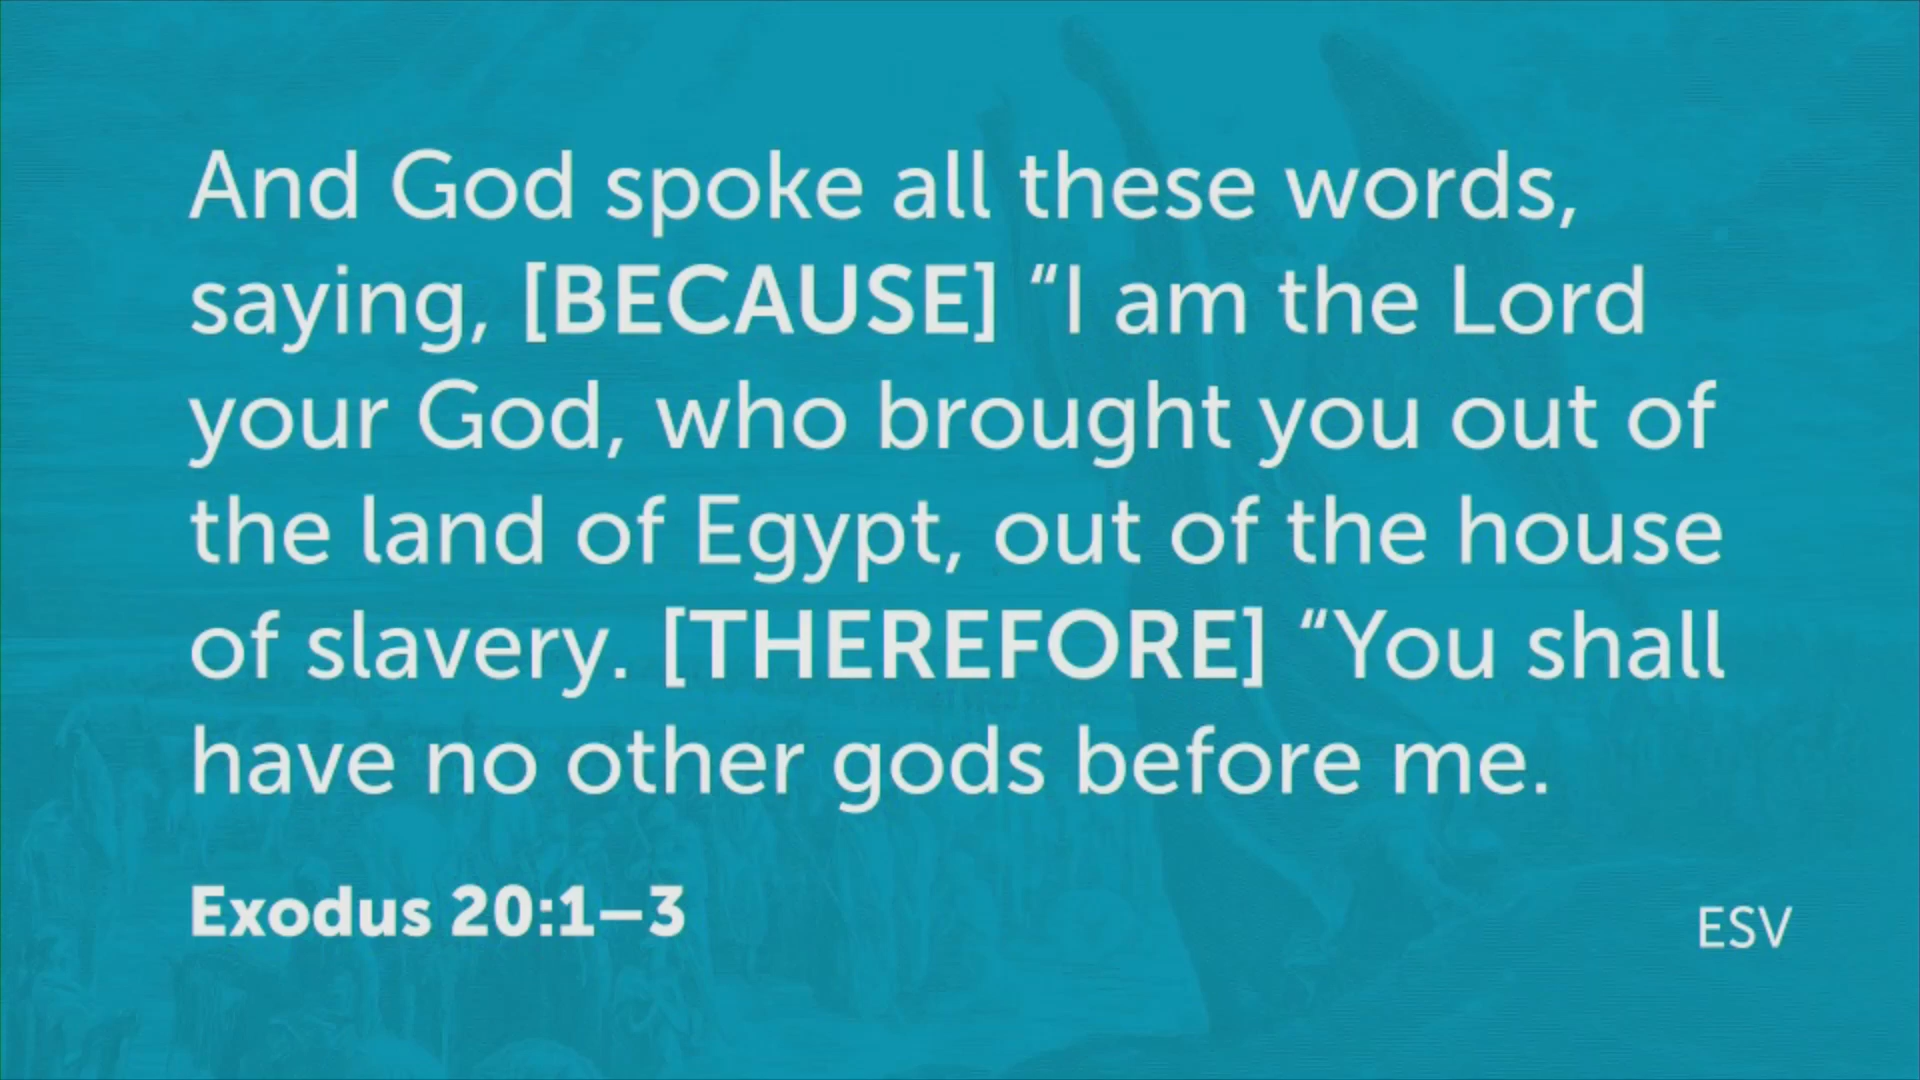 And God spoke all these words,
saying, [BECAUSE] “I am the Lord
your God, who brought you out of
the land of Egypt, out of the house
of slavery. [THEREFORE] “You shall
have no other gods before me.
Exodus 20:1–3
ESV